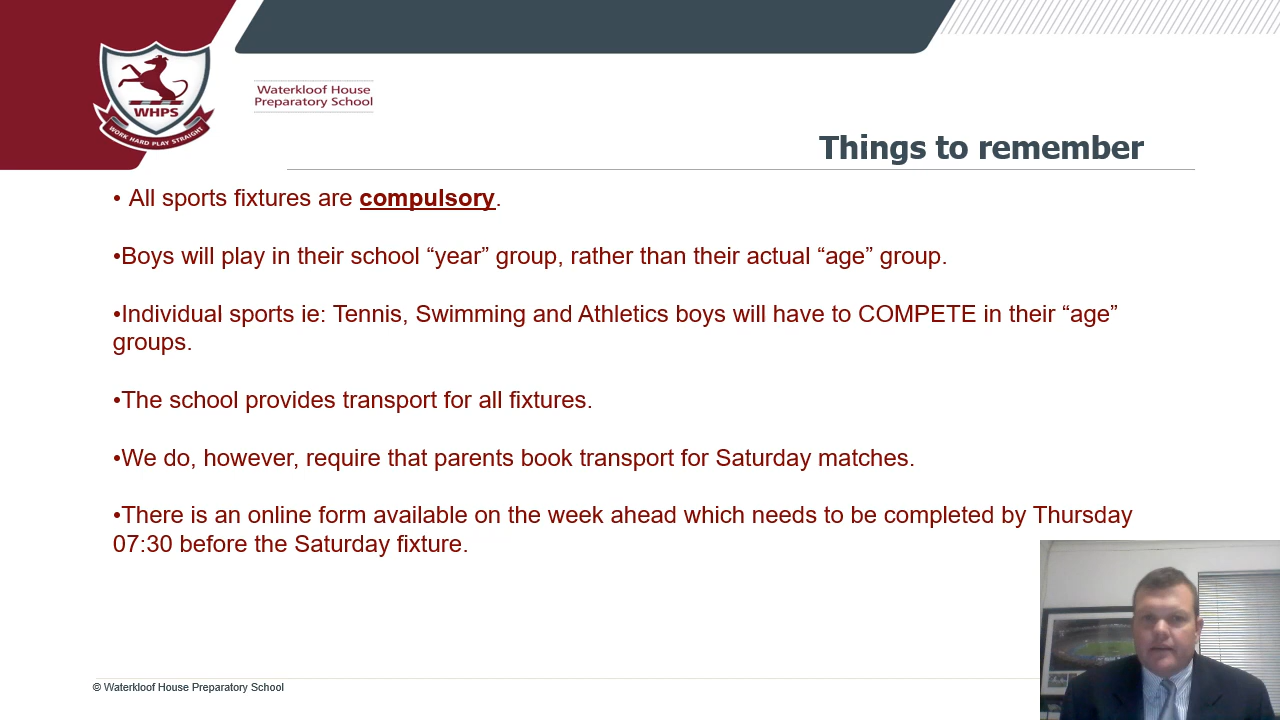 WHPS
WORK HARD PLAY STRAIGHT
Waterkloof House
Preparatory School
Things to remember
• All sports fixtures are compulsory.
•Boys will play in their school “year” group, rather than their actual “age” group.
•Individual sports ie: Tennis, Swimming and Athletics boys will have to COMPETE in their “age”
groups.
•The school provides transport for all fixtures.
•We do, however, require that parents book transport for Saturday matches.
•There is an online form available on the week ahead which needs to be completed by Thursday
07:30 before the Saturday fixture.
© Waterkloof House Preparatory School